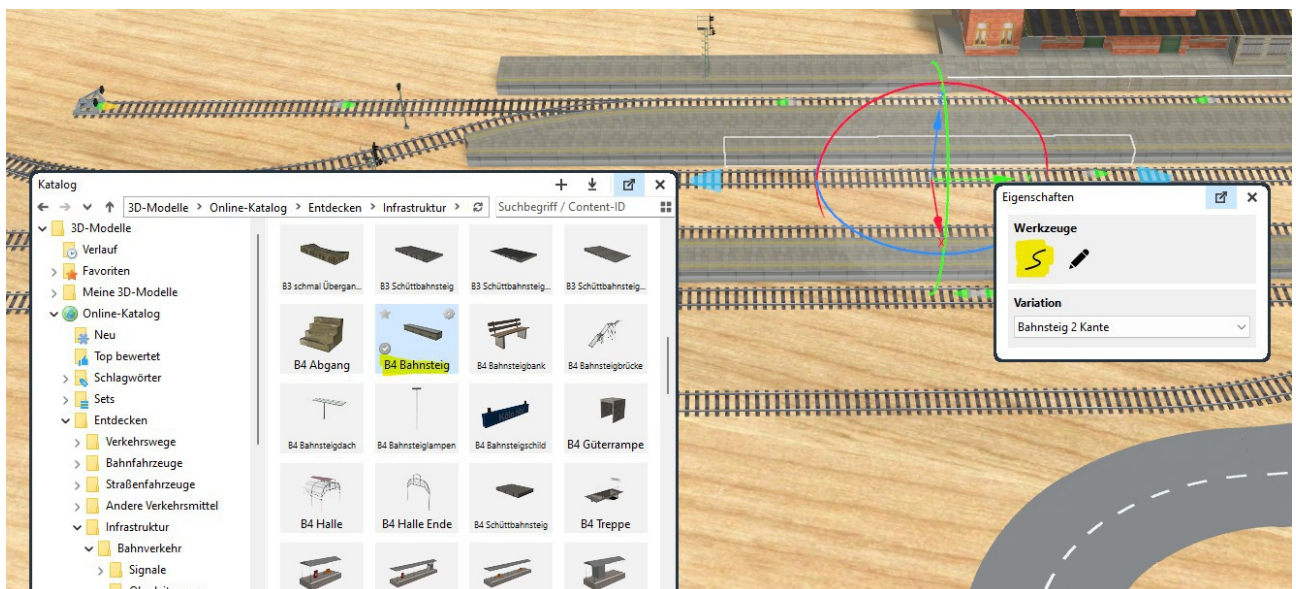 Katalog
3D-Modelle > Online-Katalog > Entdecken > Infrastruktur >
Suchbegriff / Content-ID
3D-Modelle
Verlauf
Favoriten
Meine 3D-Modelle
Online-Katalog
Neu
Top bewertet
Schlagwörter
Sets
Entdecken
Verkehrswege
Bahnfahrzeuge
Straßenfahrzeuge
Andere Verkehrsmittel
Infrastruktur
Bahnverkehr
Signale
B3 schmal Übergan...
B3 Schüttbahnsteig
B3 Schüttbahnsteig...
B3 Schüttbahnsteig...
B4 Abgang
B4 Bahnsteig
B4 Bahnsteigbank
B4 Bahnsteigbrücke
B4 Bahnsteigdach
B4 Bahnsteiglampen
B4 Bahnsteigschild
B4 Güterrampe
B4 Halle
B4 Halle Ende
B4 Schüttbahnsteig
B4 Treppe
Eigenschaften
Werkzeuge
Variation
Bahnsteig 2 Kante